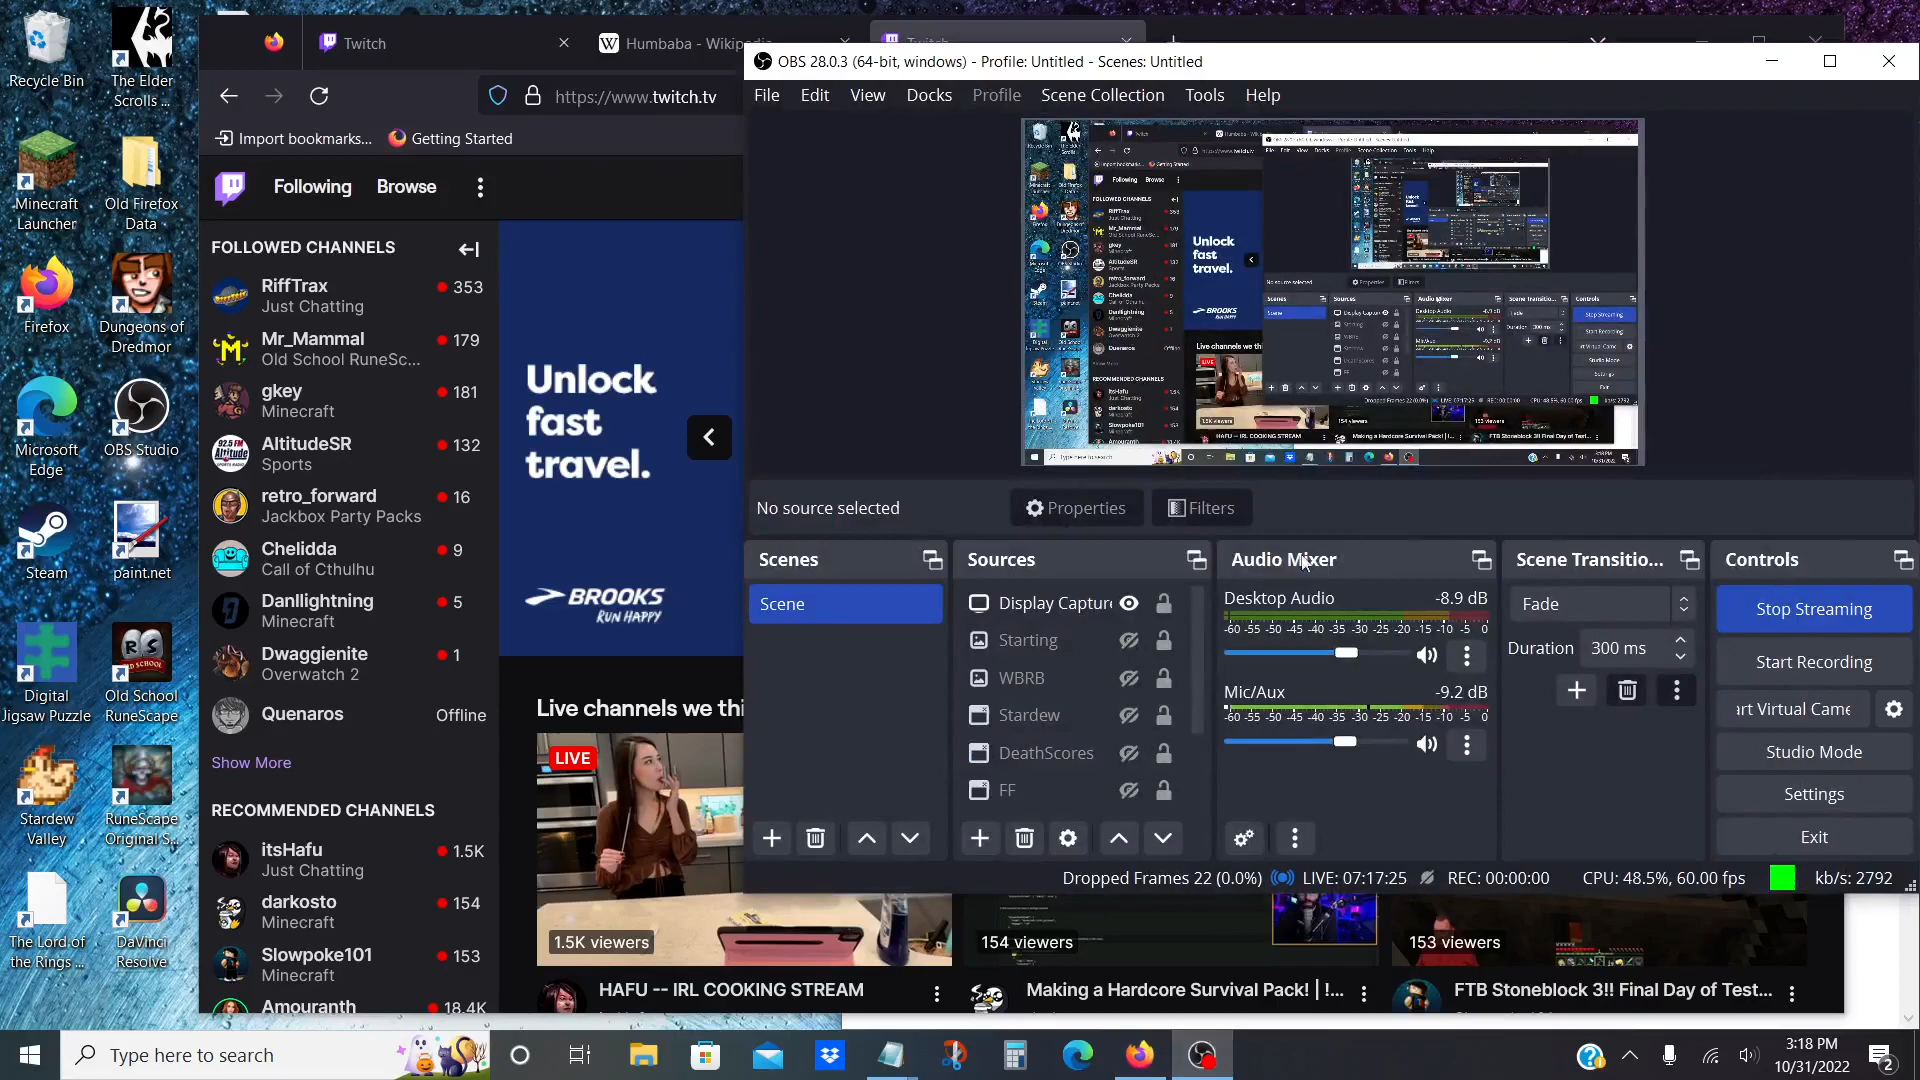 Recycle Bin
The Elder
Scrolls ...
Minecraft
Launcher
Old Firefox
Data
Firefox
Dungeons of
Dredmor
Microsoft
Edge
OBS Studio
Steam
paint.net
Digital
Jigsaw Puzzle
Old School
RuneScape
Stardew
Valley
RuneScape
Original S...
The Lord of
the Rings ...
DaVinci
Resolve
Twitch
Humbaba - Wikipedia
Twitch
https://www.twitch.tv
Import bookmarks...
Getting Started
Following
Browse
FOLLOWED CHANNELS
RiffTrax 353
Just Chatting
Mr_Mammal 179
Old School RuneSc...
gkey 181
Minecraft
AltitudeSR 132
Sports
retro_forward 16
Jackbox Party Packs
Chelidda 9
Call of Cthulhu
Danllightning 5
Minecraft
Dwaggienite 1
Overwatch 2
Quenaros Offline
Show More
RECOMMENDED CHANNELS
itsHafu 1.5K
Just Chatting
darkosto 154
Minecraft
Slowpoke101 153
Minecraft
Amouranth 18.4K
Unlock
fast
travel.
BROOKS
RUN HAPPY
Live channels we thi
LIVE
1.5K viewers
154 viewers
153 viewers
HAFU -- IRL COOKING STREAM
Making a Hardcore Survival Pack! | !...
FTB Stoneblock 3!! Final Day of Test...
OBS 28.0.3 (64-bit, windows) - Profile: Untitled - Scenes: Untitled
File Edit View Docks Profile Scene Collection Tools Help
No source selected
Properties
Filters
Scenes
Scene
Sources
Display Capture
Starting
WBRB
Stardew
DeathScores
FF
Audio Mixer
Desktop Audio -8.9 dB
-60 -55 -50 -45 -40 -35 -30 -25 -20 -15 -10 -5 0
Mic/Aux -9.2 dB
-60 -55 -50 -45 -40 -35 -30 -25 -20 -15 -10 -5 0
Scene Transitio...
Fade
Duration 300 ms
Controls
Stop Streaming
Start Recording
art Virtual Came
Studio Mode
Settings
Exit
Dropped Frames 22 (0.0%) LIVE: 07:17:25 REC: 00:00:00 CPU: 48.5%, 60.00 fps kb/s: 2792
Type here to search
3:18 PM
10/31/2022
2